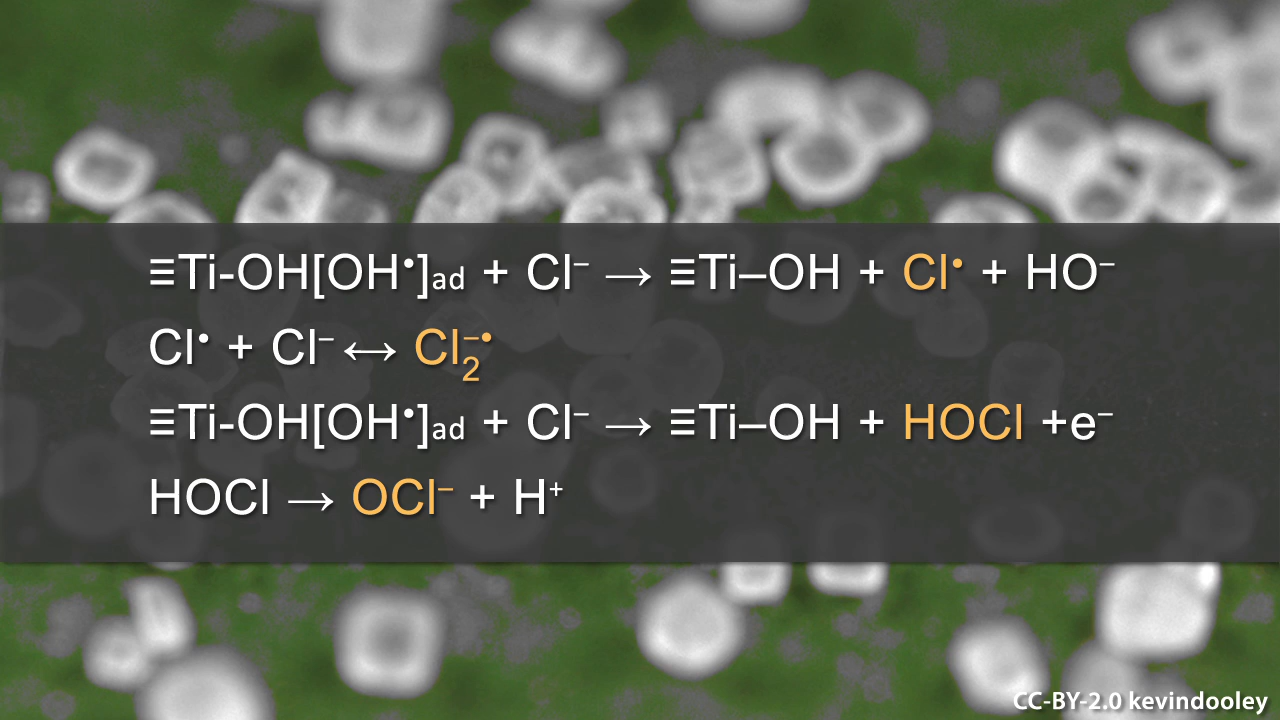 ≡Ti-OH[OH•]ad + Cl⁻ → ≡Ti–OH + Cl• + HO⁻
Cl• + Cl⁻ ↔ Cl₂⁻•
≡Ti-OH[OH•]ad + Cl⁻ → ≡Ti–OH + HOCl +e⁻
HOCl → OCl⁻ + H⁺
CC-BY-2.0 kevindooley